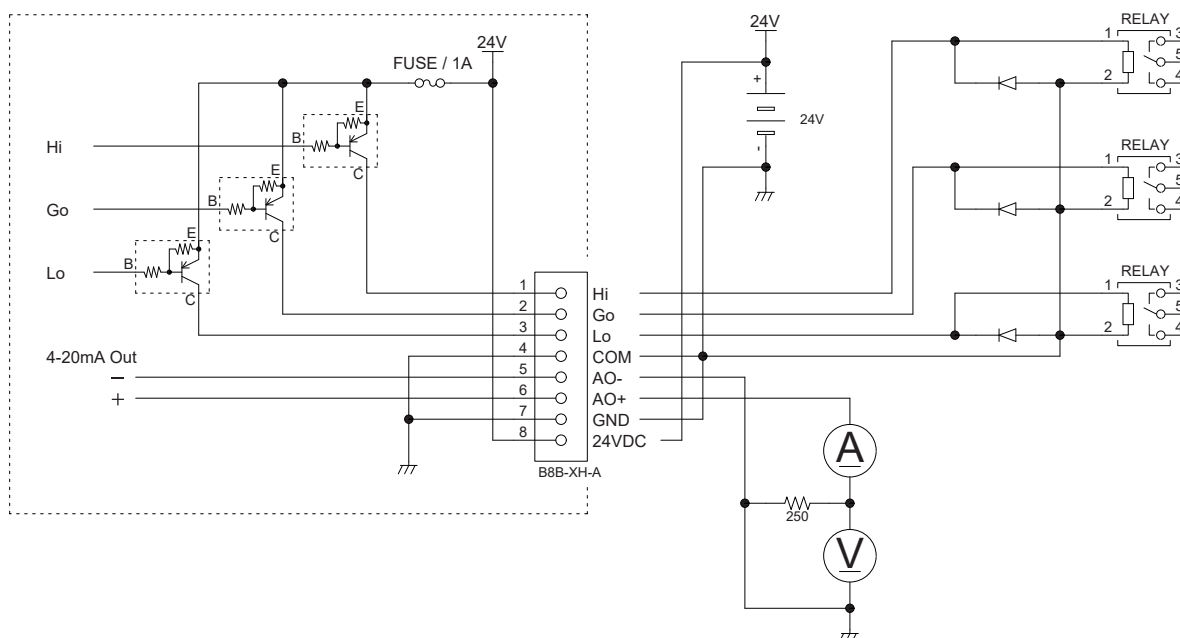 24V
FUSE / 1A
E
B
C
Hi
E
B
C
Go
E
B
C
Lo
4-20mA Out
−
+
1
2
3
4
5
6
7
8
Hi
Go
Lo
COM
AO-
AO+
GND
24VDC
B8B-XH-A
24V
+
24V
-
A
250
V
RELAY
1
2
3
5
4
RELAY
1
2
3
5
4
RELAY
1
2
3
5
4